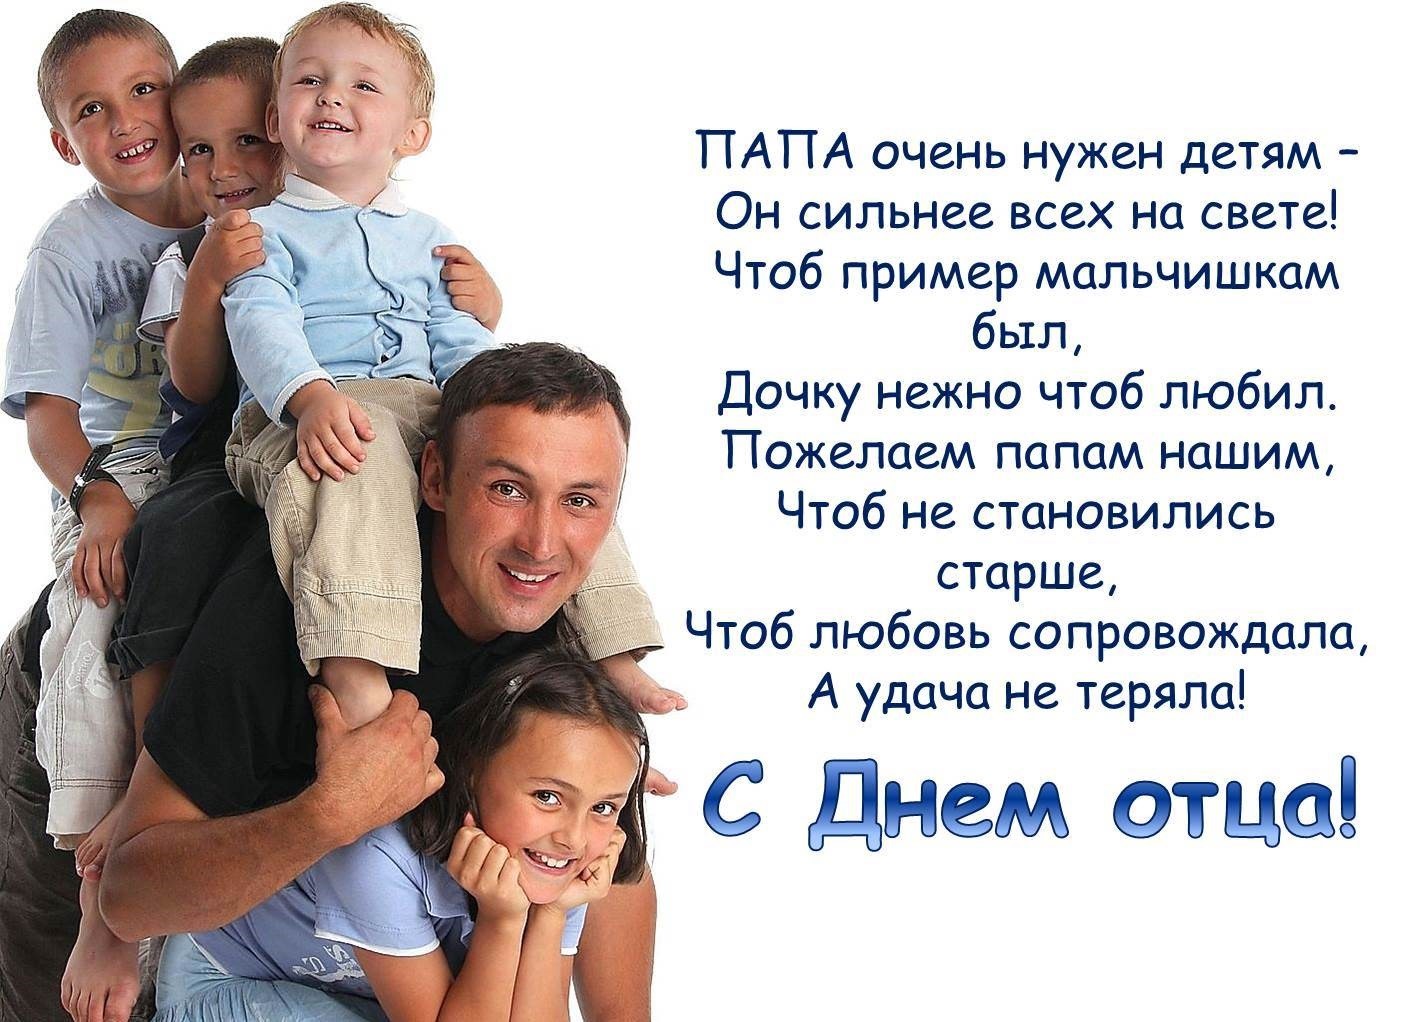 ПАПА очень нужен детям –
Он сильнее всех на свете!
Чтоб пример мальчишкам
был,
Дочку нежно чтоб любил.
Пожелаем папам нашим,
Чтоб не становились
старше,
Чтоб любовь сопровождала,
А удача не теряла!
С Днем отца!